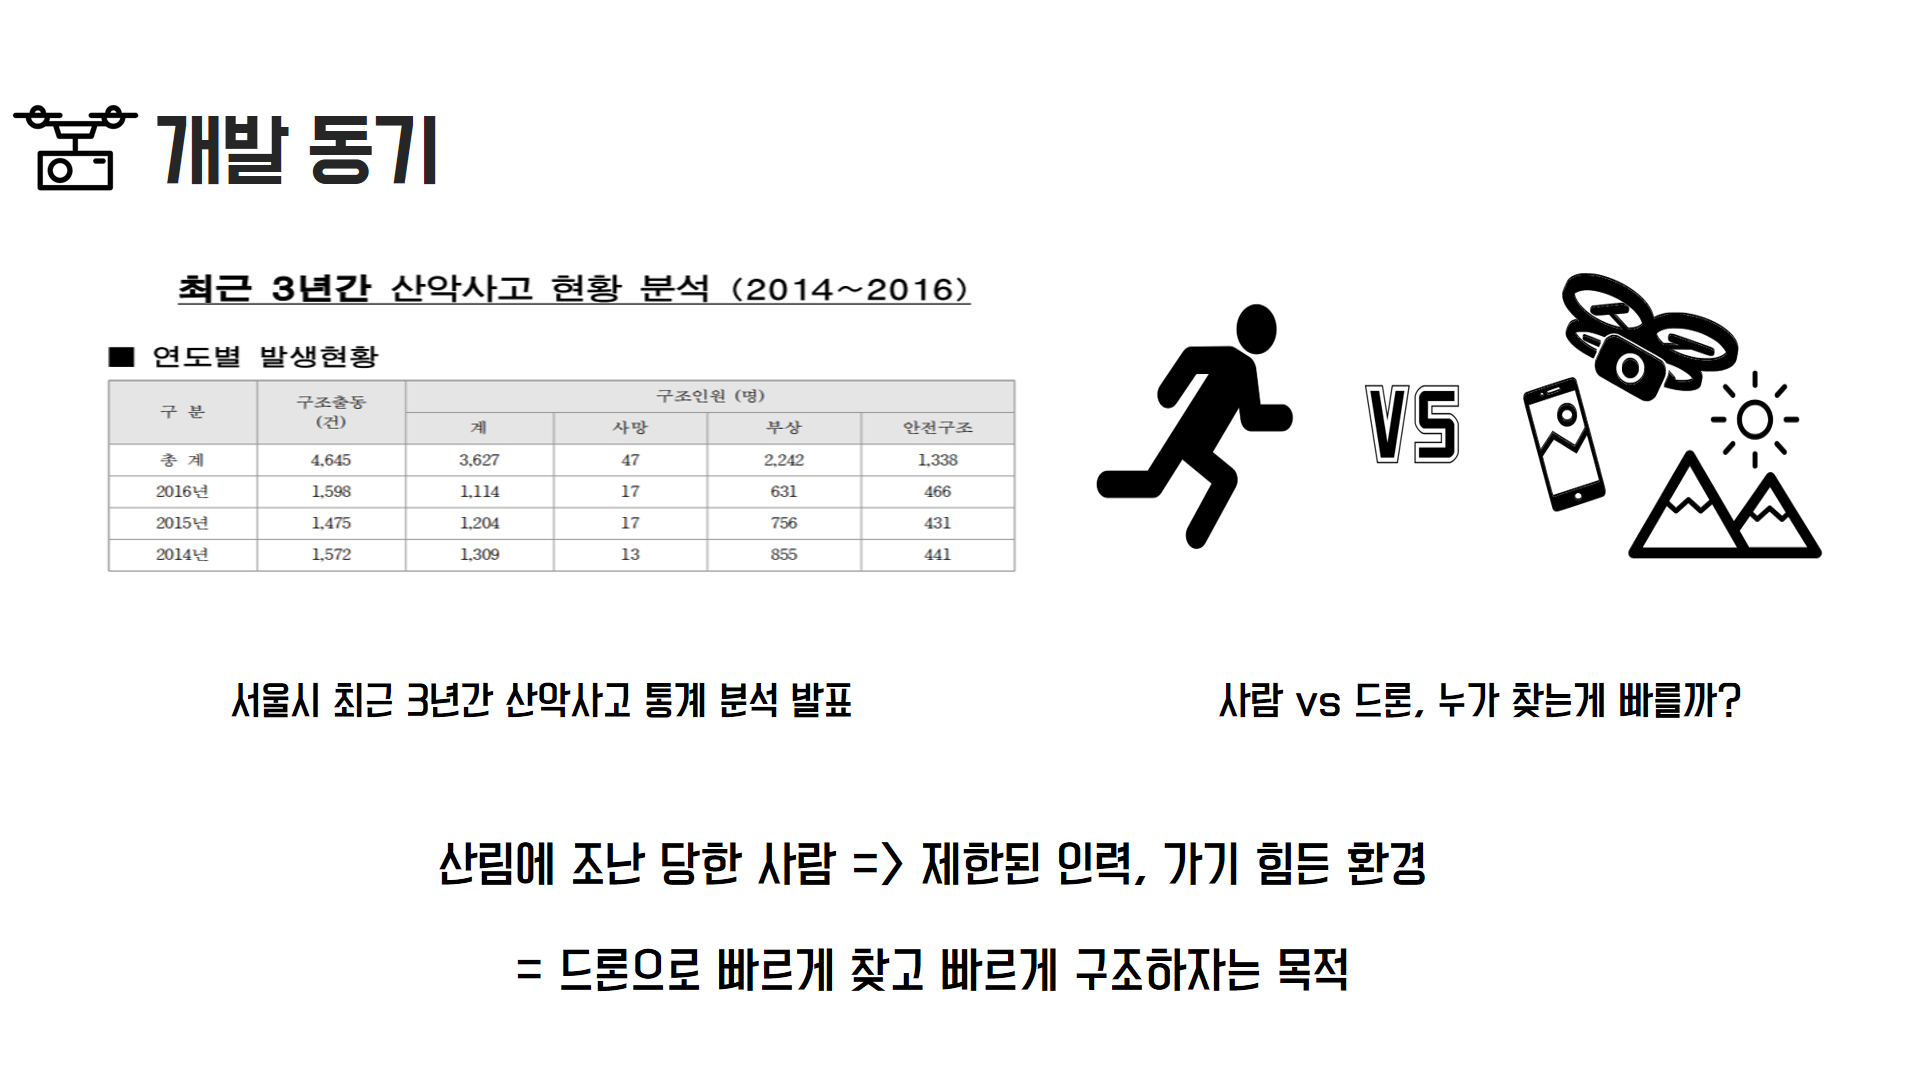 개발 동기
최근 3년간 산악사고 현황 분석 (2014~2016)
■ 연도별 발생현황
구 분 구조출동 (건) 구조인원 (명)
계 사망 부상 안전구조
총 계 4,645 3,627 47 2,242 1,338
2016년 1,598 1,114 17 631 466
2015년 1,475 1,204 17 756 431
2014년 1,572 1,309 13 855 441
VS
서울시 최근 3년간 산악사고 통계 분석 발표
사람 vs 드론, 누가 찾는게 빠를까?
산림에 조난 당한 사람 => 제한된 인력, 가기 힘든 환경
= 드론으로 빠르게 찾고 빠르게 구조하자는 목적